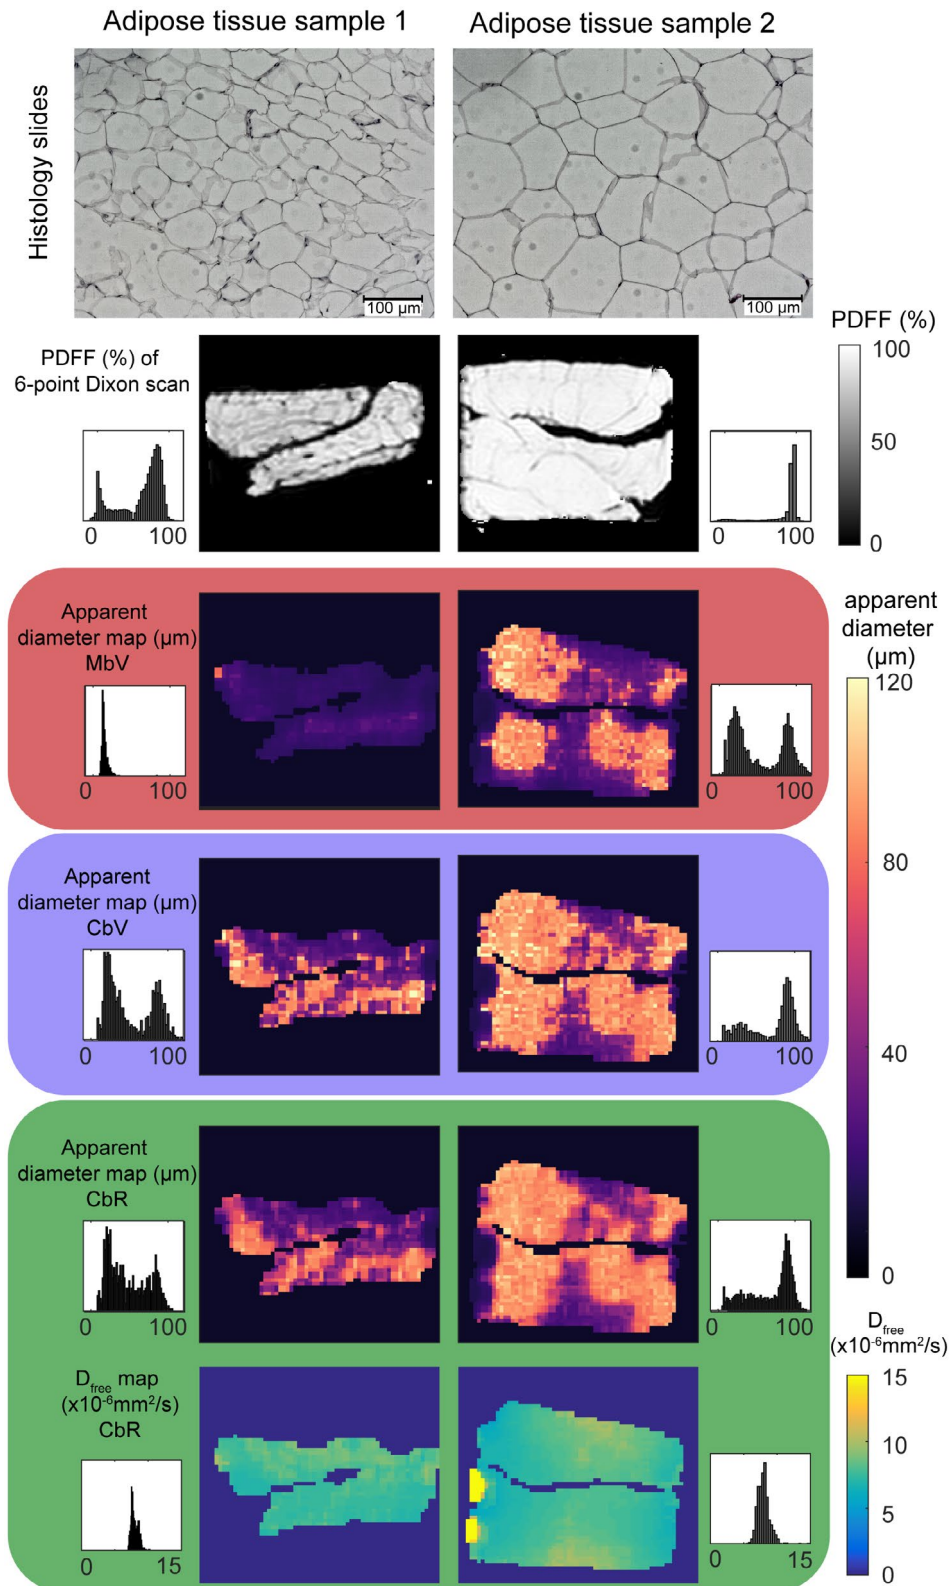 Adipose tissue sample 1
Adipose tissue sample 2
Histology slides
100 µm
100 µm
PDFF (%) of
6-point Dixon scan
0 100
0 100
PDFF (%)
100
50
0
Apparent
diameter map (µm)
MbV
0 100
0 100
apparent
diameter
(µm)
120
80
40
0
Apparent
diameter map (µm)
CbV
0 100
0 100
Apparent
diameter map (µm)
CbR
0 100
0 100
D_free map
(x10⁻⁶mm²/s)
CbR
0 15
0 15
D_free
(x10⁻⁶mm²/s)
15
10
5
0